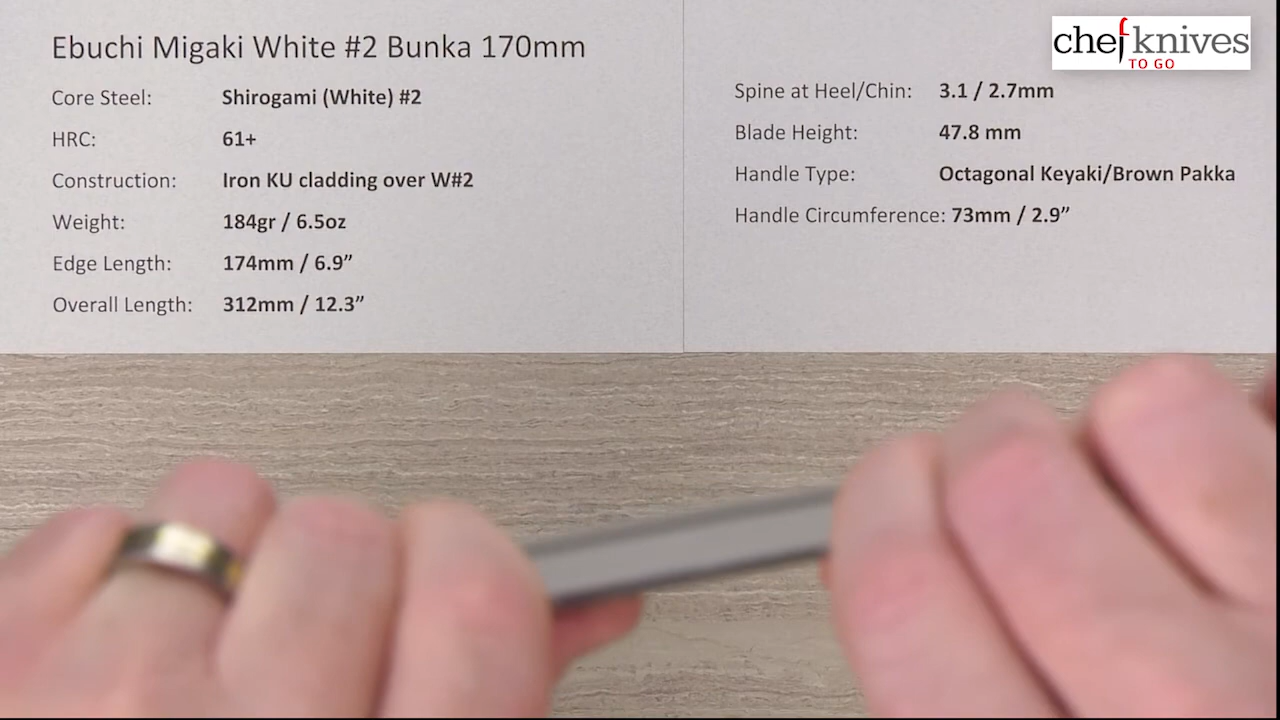 Ebuchi Migaki White #2 Bunka 170mm
Core Steel: Shirogami (White) #2
HRC: 61+
Construction: Iron KU cladding over W#2
Weight: 184gr / 6.5oz
Edge Length: 174mm / 6.9”
Overall Length: 312mm / 12.3”
chefknives
TO GO
Spine at Heel/Chin: 3.1 / 2.7mm
Blade Height: 47.8 mm
Handle Type: Octagonal Keyaki/Brown Pakka
Handle Circumference: 73mm / 2.9”